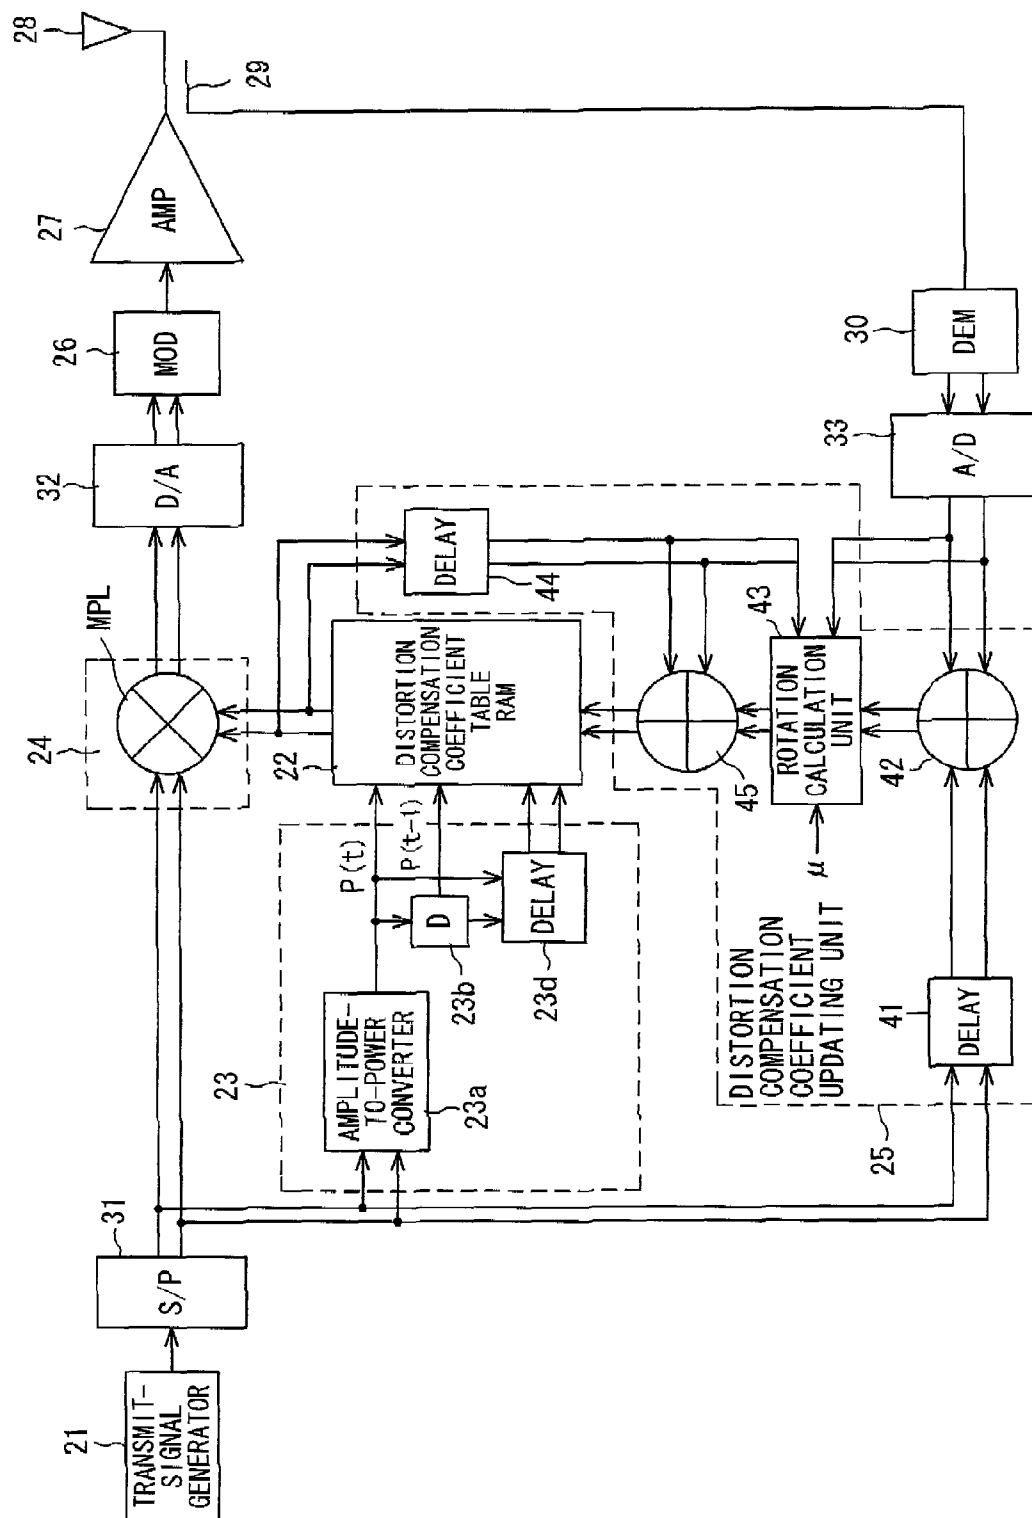 21
TRANSMIT-
SIGNAL
GENERATOR
31
S/P
24
MPL
32
D/A
26
MOD
27
AMP
28
29
23
AMPLITUDE-
TO-POWER
CONVERTER
23a
P(t)
P(t-1)
D
23b
DELAY
23d
22
DISTORTION
COMPENSATION
COEFFICIENT
TABLE
RAM
DELAY
44
45
43
ROTATION
CALCULATION
UNIT
μ
42
DISTORTION
COMPENSATION
COEFFICIENT
UPDATING UNIT
25
41
DELAY
33
A/D
30
DEM